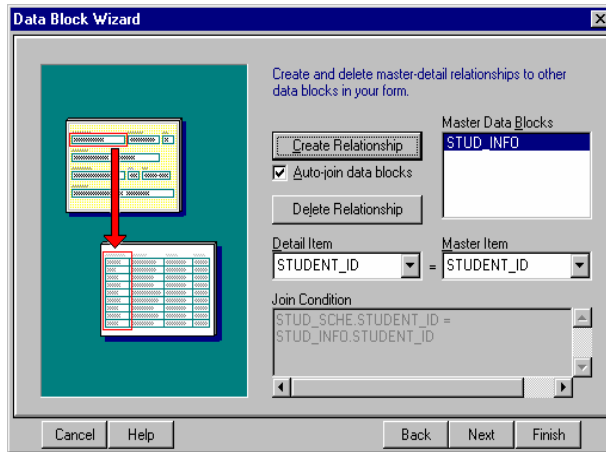 Data Block Wizard
Create and delete master-detail relationships to other
data blocks in your form.
Create Relationship
Auto-join data blocks
Delete Relationship
Master Data Blocks
STUD_INFO
Detail Item
STUDENT_ID
=
Master Item
STUDENT_ID
Join Condition
STUD_SCHE.STUDENT_ID =
STUD_INFO.STUDENT_ID
Cancel
Help
Back
Next
Finish